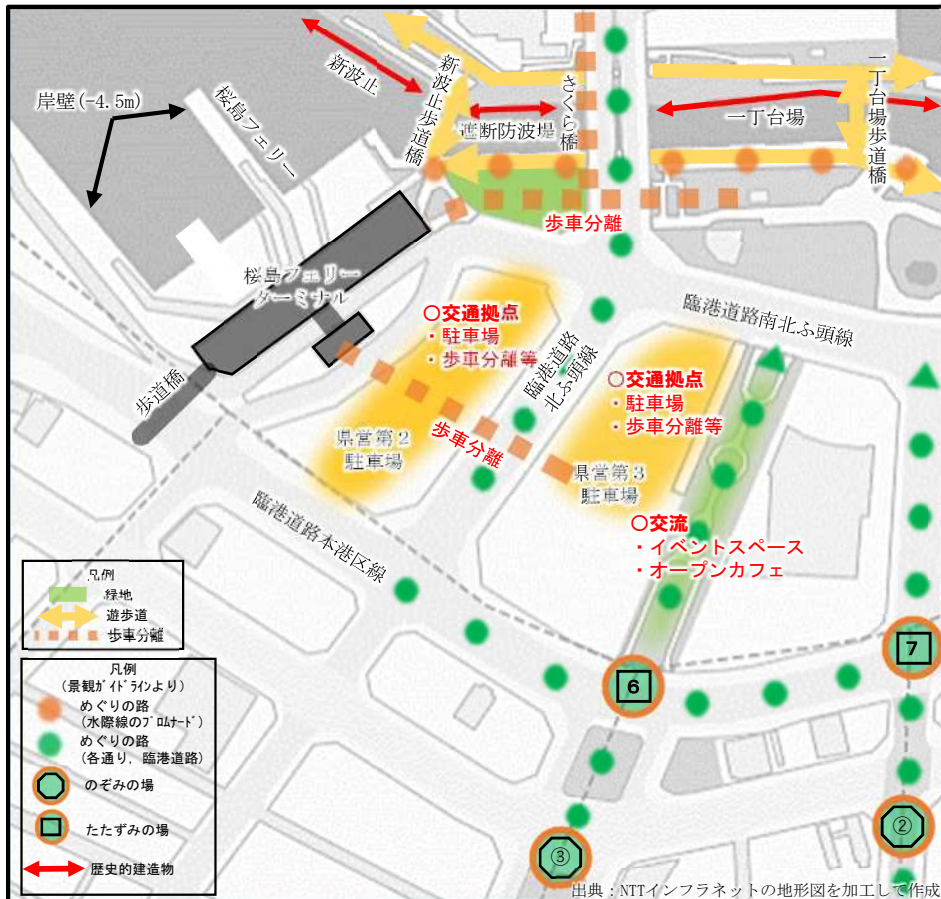 岸壁(-4.5m)
桜島フェリー
新波止
新波止歩道橋
遮断防波堤
さくら橋
一丁台場
一丁台場歩道橋
歩車分離
桜島フェリー
ターミナル
歩道橋
○交通拠点
・駐車場
・歩車分離等
臨港道路
北ふ頭線
臨港道路南北ふ頭線
○交通拠点
・駐車場
・歩車分離等
歩車分離
県営第2
駐車場
県営第3
駐車場
臨港道路本港区線
○交流
・イベントスペース
・オープンカフェ
6
7
②
③
凡例
緑地
遊歩道
歩車分離
凡例
(景観ガイドラインより)
めぐりの路
(水際線のプロムナード)
めぐりの路
(各通り, 臨港道路)
のぞみの場
たたずみの場
歴史的建造物
出典：NTTインフラネットの地形図を加工して作成